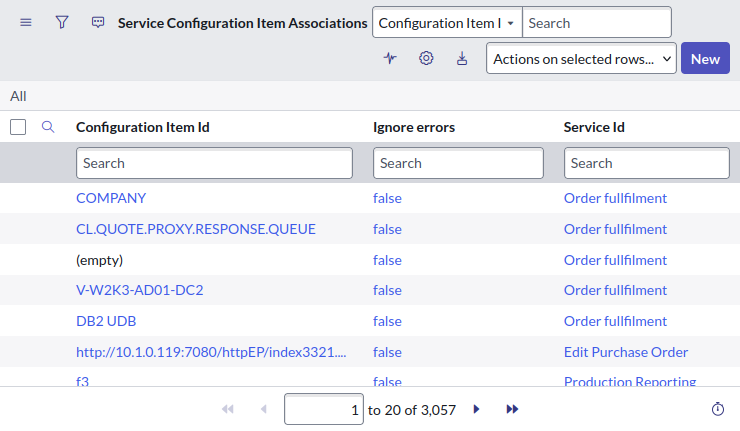 Service Configuration Item Associations Configuration Item I Search
Actions on selected rows... New
All
Configuration Item Id Ignore errors Service Id
Search Search Search
COMPANY false Order fullfilment
CL.QUOTE.PROXY.RESPONSE.QUEUE false Order fullfilment
(empty) false Order fullfilment
V-W2K3-AD01-DC2 false Order fullfilment
DB2 UDB false Order fullfilment
http://10.1.0.119:7080/httpEP/index3321.... false Edit Purchase Order
f3 false Production Reporting
1 to 20 of 3,057